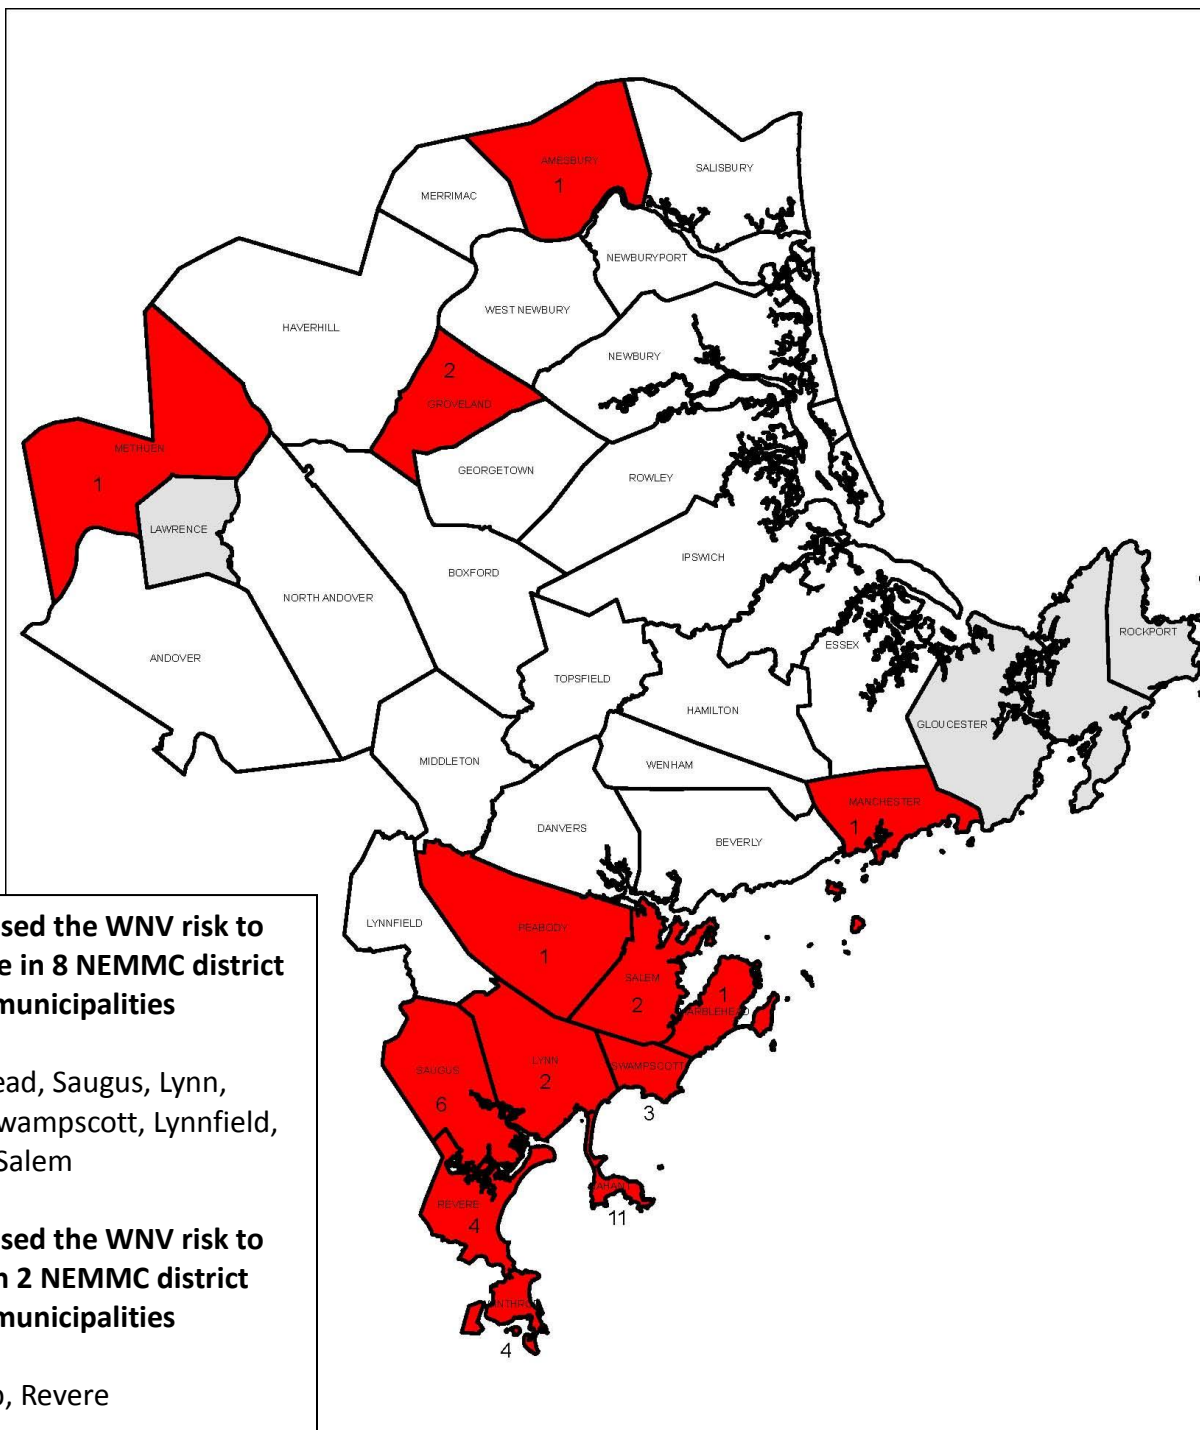 AMESBURY
1
SALISBURY
MERRIMAC
NEWBURYPORT
WEST NEWBURY
HAVERHILL
NEWBURY
2
GROVELAND
METHUEN
1
GEORGETOWN
ROWLEY
LAWRENCE
IPSWICH
BOXFORD
NORTH ANDOVER
ROCKPORT
ESSEX
ANDOVER
TOPSFIELD
HAMILTON
GLOUCESTER
MIDDLETON
WENHAM
MANCHESTER
1
DANVERS
BEVERLY
LYNNFIELD
PEABODY
1
SALEM
2
1
MARBLEHEAD
LYNN
2
SWAMPSCOTT
3
SAUGUS
6
NAHANT
11
REVERE
4
WINTHROP
4
sed the WNV risk to
e in 8 NEMMC district
municipalities
ead, Saugus, Lynn,
wampscott, Lynnfield,
Salem
sed the WNV risk to
n 2 NEMMC district
municipalities
, Revere